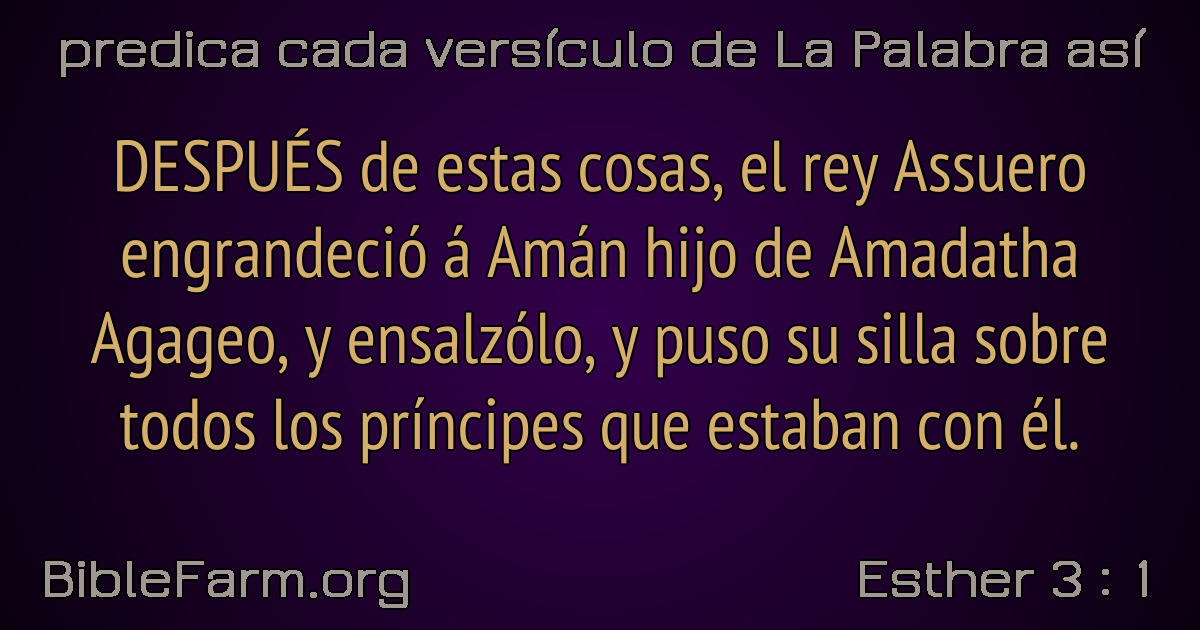 predica cada versículo de La Palabra así
DESPUÉS de estas cosas, el rey Assuero
engrandeció á Amán hijo de Amadatha
Agageo, y ensalzólo, y puso su silla sobre
todos los príncipes que estaban con él.
BibleFarm.org
Esther 3 : 1